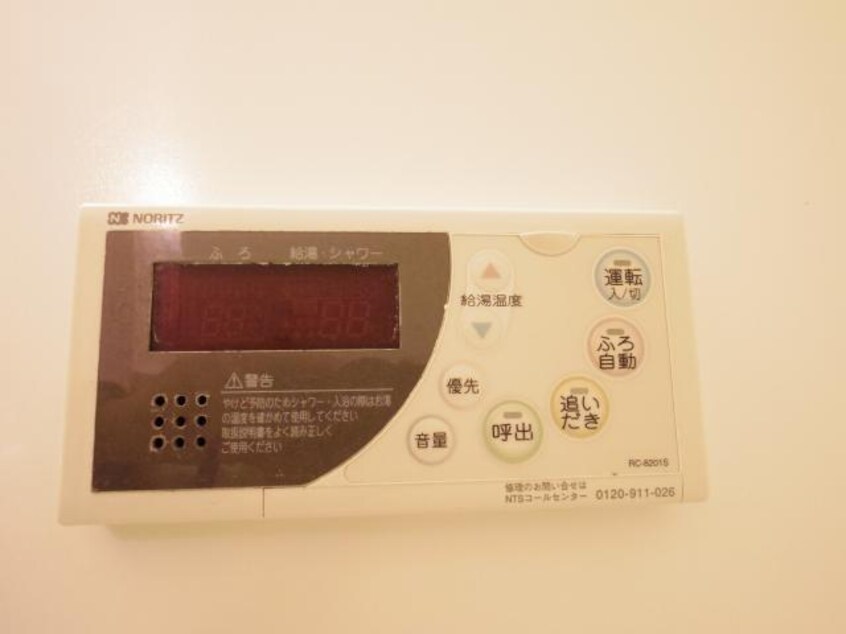 NORITZ
ふろ 給湯・シャワー
警告
やけど予防のためシャワー・入浴の際はお湯
の温度を確かめて使用してください
取扱説明書をよく読み正しく
ご使用ください
給湯温度
運転
入/切
ふろ
自動
優先
追い
だき
音量
呼出
RC-8201S
修理のお問い合せは
NTSコールセンター 0120-911-026